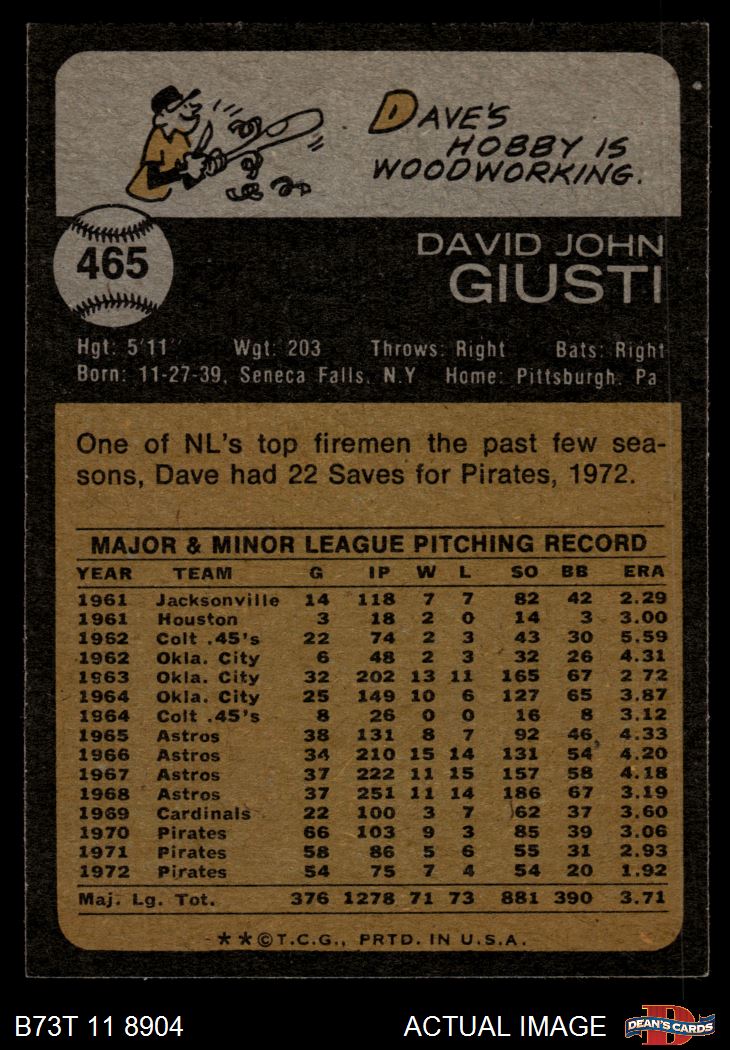 DAVE'S
HOBBY IS
WOODWORKING.
465
DAVID JOHN
GIUSTI
Hgt: 5'11" Wgt: 203 Throws: Right Bats: Right
Born: 11-27-39, Seneca Falls, N.Y Home: Pittsburgh, Pa
One of NL's top firemen the past few sea-
sons, Dave had 22 Saves for Pirates, 1972.
MAJOR & MINOR LEAGUE PITCHING RECORD
YEAR TEAM G IP W L SO BB ERA
1961 Jacksonville 14 118 7 7 82 42 2.29
1961 Houston 3 18 2 0 14 3 3.00
1962 Colt .45's 22 74 2 3 43 30 5.59
1962 Okla. City 6 48 2 3 32 26 4.31
1963 Okla. City 32 202 13 11 165 67 2 72
1964 Okla. City 25 149 10 6 127 65 3.87
1964 Colt .45's 8 26 0 0 16 8 3.12
1965 Astros 38 131 8 7 92 46 4.33
1966 Astros 34 210 15 14 131 54 4.20
1967 Astros 37 222 11 15 157 58 4.18
1968 Astros 37 251 11 14 186 67 3.19
1969 Cardinals 22 100 3 7 62 37 3.60
1970 Pirates 66 103 9 3 85 39 3.06
1971 Pirates 58 86 5 6 55 31 2.93
1972 Pirates 54 75 7 4 54 20 1.92
Maj. Lg. Tot. 376 1278 71 73 881 390 3.71
**©T.C.G., PRTD. IN U.S.A.
B73T 11 8904 ACTUAL IMAGE D DEAN'S CARDS